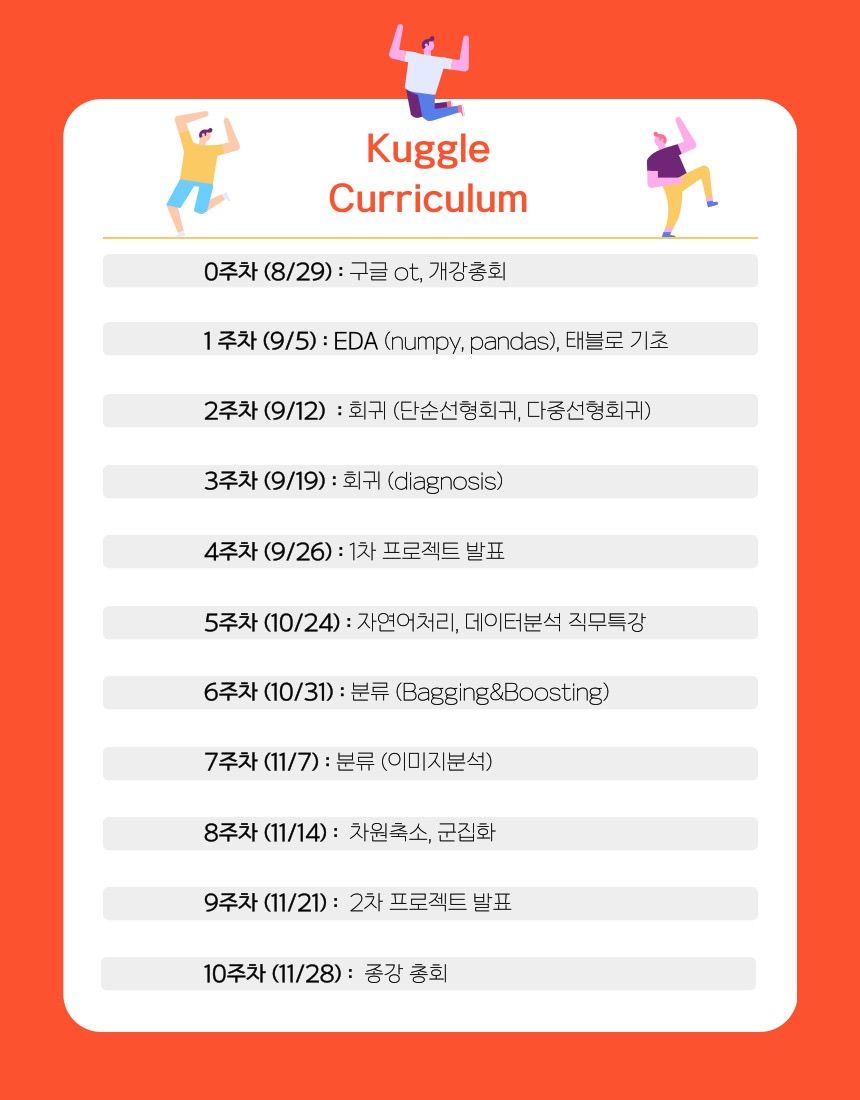 Kuggle
Curriculum
0주차 (8/29) : 구글 ot, 개강총회
1 주차 (9/5) : EDA (numpy, pandas), 태블로 기초
2주차 (9/12) : 회귀 (단순선형회귀, 다중선형회귀)
3주차 (9/19) : 회귀 (diagnosis)
4주차 (9/26) : 1차 프로젝트 발표
5주차 (10/24) : 자연어처리, 데이터분석 직무특강
6주차 (10/31) : 분류 (Bagging&Boosting)
7주차 (11/7) : 분류 (이미지분석)
8주차 (11/14) : 차원축소, 군집화
9주차 (11/21) : 2차 프로젝트 발표
10주차 (11/28) : 종강 총회